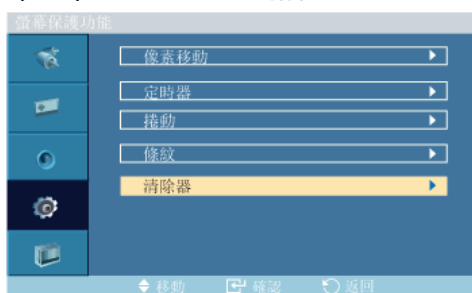 螢幕保護功能
像素移動
定時器
捲動
條紋
清除器
移動 確認 返回